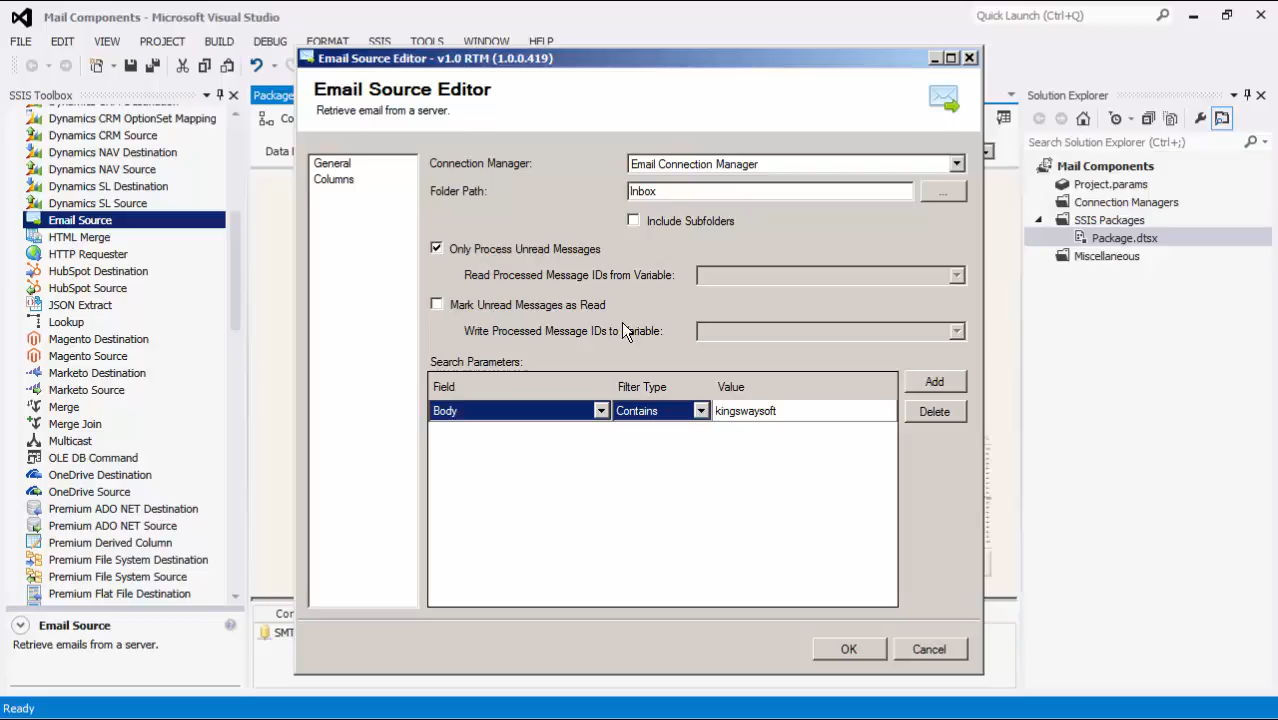 Mail Components - Microsoft Visual Studio
Quick Launch (Ctrl+Q)
FILE EDIT VIEW PROJECT BUILD DEBUG FORMAT SSIS TOOLS WINDOW HELP
SSIS Toolbox
Dynamics CRM Destination
Dynamics CRM OptionSet Mapping
Dynamics CRM Source
Dynamics NAV Destination
Dynamics NAV Source
Dynamics SL Destination
Dynamics SL Source
Email Source
HTML Merge
HTTP Requester
HubSpot Destination
HubSpot Source
JSON Extract
Lookup
Magento Destination
Magento Source
Marketo Destination
Marketo Source
Merge
Merge Join
Multicast
OLE DB Command
OneDrive Destination
OneDrive Source
Premium ADO NET Destination
Premium ADO NET Source
Premium Derived Column
Premium File System Destination
Premium File System Source
Premium Flat File Destination
Email Source
Retrieve emails from a server.
Package
Co
Data
Con
SMT
Email Source Editor - v1.0 RTM (1.0.0.419)
Email Source Editor
Retrieve email from a server.
General
Columns
Connection Manager: Email Connection Manager
Folder Path: Inbox ...
Include Subfolders
Only Process Unread Messages
Read Processed Message IDs from Variable:
Mark Unread Messages as Read
Write Processed Message IDs to Variable:
Search Parameters:
Field Filter Type Value
Body Contains kingswaysoft
Add
Delete
OK Cancel
Solution Explorer
Search Solution Explorer (Ctrl+;)
Mail Components
Project.params
Connection Managers
SSIS Packages
Package.dtsx
Miscellaneous
Ready